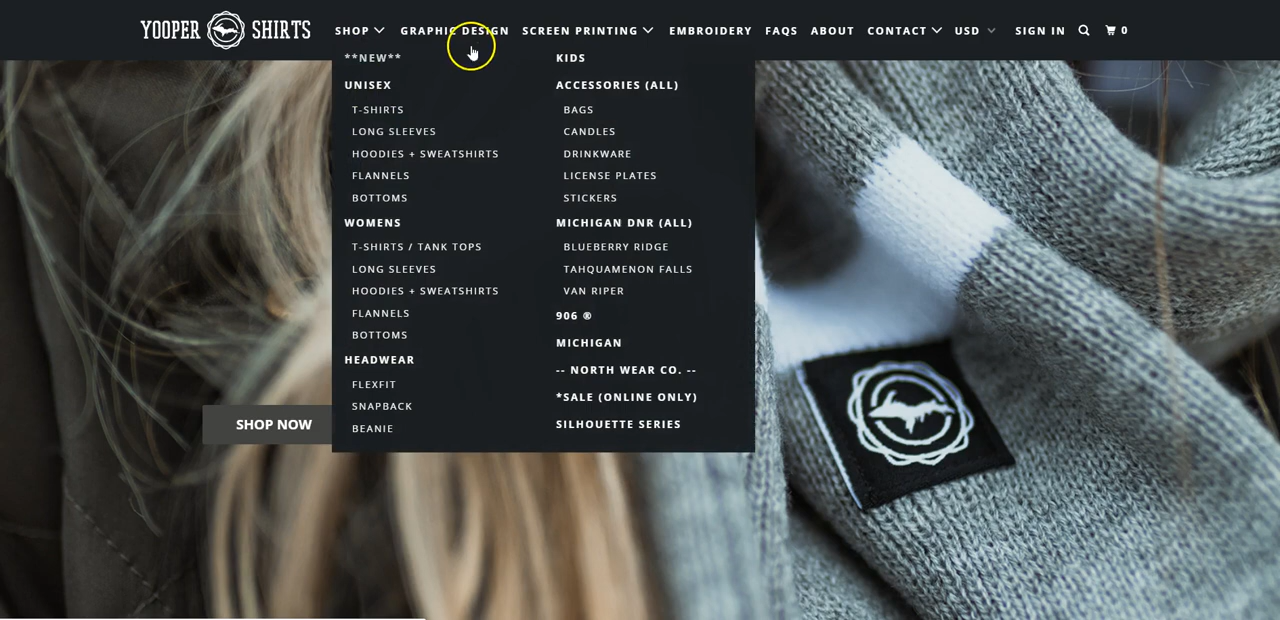 YOOPER SHIRTS
SHOP GRAPHIC DESIGN SCREEN PRINTING EMBROIDERY FAQS ABOUT CONTACT USD SIGN IN 0
**NEW**
UNISEX
T-SHIRTS
LONG SLEEVES
HOODIES + SWEATSHIRTS
FLANNELS
BOTTOMS
WOMENS
T-SHIRTS / TANK TOPS
LONG SLEEVES
HOODIES + SWEATSHIRTS
FLANNELS
BOTTOMS
HEADWEAR
FLEXFIT
SNAPBACK
BEANIE
KIDS
ACCESSORIES (ALL)
BAGS
CANDLES
DRINKWARE
LICENSE PLATES
STICKERS
MICHIGAN DNR (ALL)
BLUEBERRY RIDGE
TAHQUAMENON FALLS
VAN RIPER
906 ®
MICHIGAN
-- NORTH WEAR CO. --
*SALE (ONLINE ONLY)
SILHOUETTE SERIES
SHOP NOW